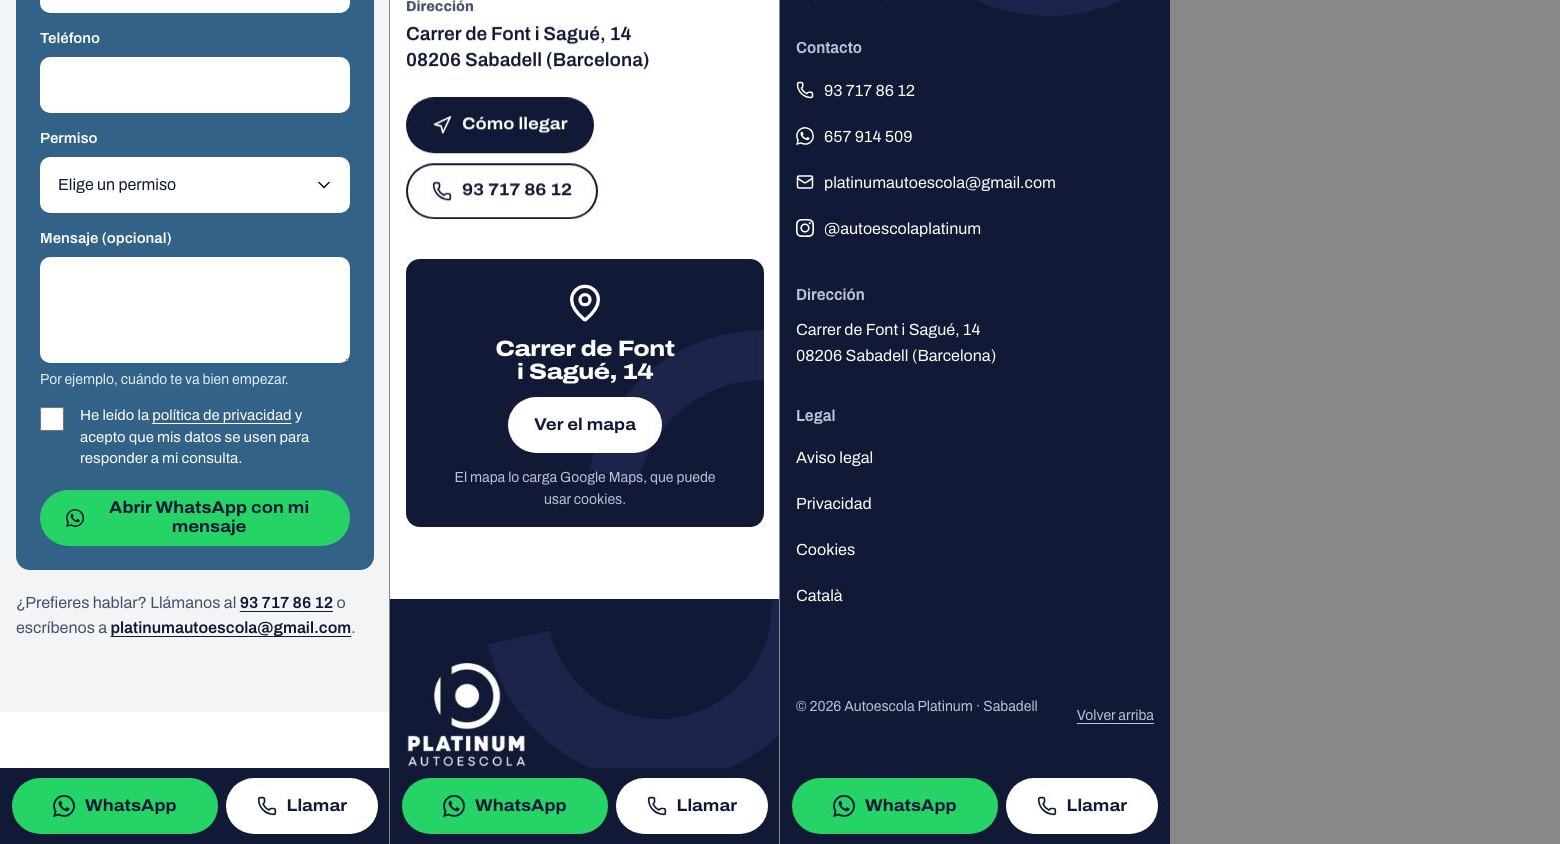 Teléfono
Permiso
Elige un permiso
Mensaje (opcional)
Por ejemplo, cuándo te va bien empezar.
He leído la política de privacidad y
acepto que mis datos se usen para
responder a mi consulta.
Abrir WhatsApp con mi
mensaje
¿Prefieres hablar? Llámanos al 93 717 86 12 o
escríbenos a platinumautoescola@gmail.com.
WhatsApp
Llamar
Dirección
Carrer de Font i Sagué, 14
08206 Sabadell (Barcelona)
Cómo llegar
93 717 86 12
Carrer de Font
i Sagué, 14
Ver el mapa
El mapa lo carga Google Maps, que puede
usar cookies.
PLATINUM
AUTOESCOLA
WhatsApp
Llamar
Contacto
93 717 86 12
657 914 509
platinumautoescola@gmail.com
@autoescolaplatinum
Dirección
Carrer de Font i Sagué, 14
08206 Sabadell (Barcelona)
Legal
Aviso legal
Privacidad
Cookies
Català
© 2026 Autoescola Platinum · Sabadell
Volver arriba
WhatsApp
Llamar